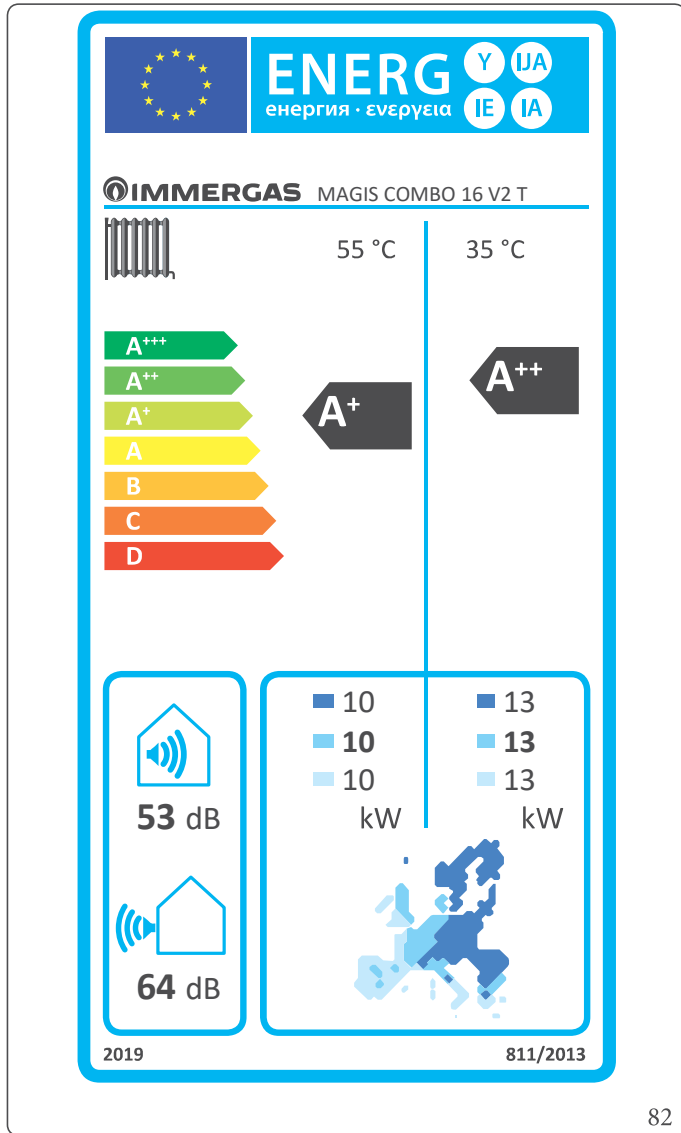 ENERG Y IJA
енергия · ενεργεια IE IA
IMMERGAS MAGIS COMBO 16 V2 T
55 °C 35 °C
A+++
A++
A+
A
B
C
D
A+
A++
53 dB
64 dB
10 13
10 13
10 13
kW kW
2019 811/2013
82